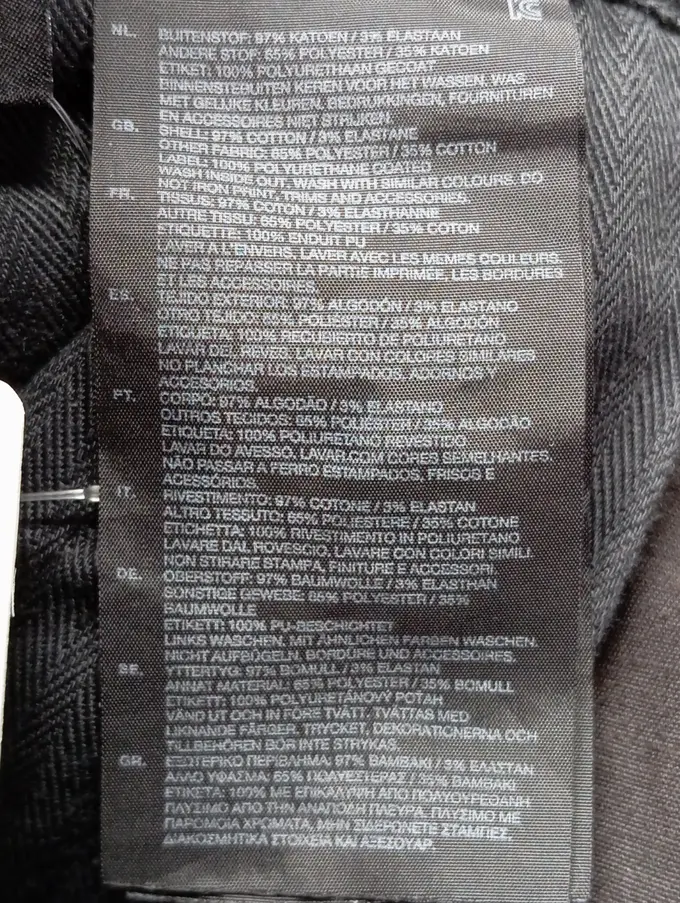 NL. BUITENSTOF: 97% KATOEN / 3% ELASTAAN
ANDERE STOF: 65% POLYESTER / 35% KATOEN
ETIKET: 100% POLYURETHAAN GECOAT
BINNENSTEBUITEN KEREN VOOR HET WASSEN. WAS
MET GELIJKE KLEUREN. BEDRUKKINGEN, FOURNITUREN
EN ACCESSOIRES NIET STRIJKEN.
GB. SHELL: 97% COTTON / 3% ELASTANE
OTHER FABRIC: 65% POLYESTER / 35% COTTON
LABEL: 100% POLYURETHANE COATED
WASH INSIDE OUT. WASH WITH SIMILAR COLOURS. DO
NOT IRON PRINT, TRIMS AND ACCESSORIES.
FR. TISSUS: 97% COTON / 3% ELASTHANNE
AUTRE TISSU: 65% POLYESTER / 35% COTON
ETIQUETTE: 100% ENDUIT PU
LAVER A L'ENVERS, LAVER AVEC LES MEMES COULEURS.
NE PAS REPASSER LA PARTIE IMPRIMÉE, LES BORDURES
ET LES ACCESSOIRES.
ES. TEJIDO EXTERIOR: 97% ALGODÓN / 3% ELASTANO
OTRO TEJIDO: 65% POLIESTER / 35% ALGODÓN
ETIQUETA: 100% RECUBIERTO DE POLIURETANO
LAVAR DEL REVES. LAVAR CON COLORES SIMILARES
NO PLANCHAR LOS ESTAMPADOS, ADORNOS Y
ACCESORIOS.
PT. CORPO: 97% ALGODÃO / 3% ELASTANO
OUTROS TECIDOS: 65% POLIÉSTER / 35% ALGODÃO
ETIQUETA: 100% POLIURETANO REVESTIDO
LAVAR DO AVESSO. LAVAR COM CORES SEMELHANTES.
NÃO PASSAR A FERRO ESTAMPADOS, FRISOS E
ACESSÓRIOS.
IT. RIVESTIMENTO: 97% COTONE / 3% ELASTAN
ALTRO TESSUTO: 65% POLIESTERE / 35% COTONE
ETICHETTA: 100% RIVESTIMENTO IN POLIURETANO
LAVARE DAL ROVESCIO. LAVARE CON COLORI SIMILI.
NON STIRARE STAMPA, FINITURE E ACCESSORI.
DE. OBERSTOFF: 97% BAUMWOLLE / 3% ELASTHAN
SONSTIGE GEWEBE: 65% POLYESTER / 35%
BAUMWOLLE
ETIKETT: 100% PU-BESCHICHTET
LINKS WASCHEN. MIT ÄHNLICHEN FARBEN WASCHEN.
NICHT AUFBÜGELN. BORDÜRE UND ACCESSOIRES.
SE. YTTERTYG: 97% BOMULL / 3% ELASTAN
ANNAT MATERIAL: 65% POLYESTER / 35% BOMULL
ETIKETT: 100% POLYURETÁNOVÝ POŤAH
VÄND UT OCH IN FÖRE TVÄTT. TVÄTTAS MED
LIKNANDE FÄRGER. TRYCKET, DEKORATIONERNA OCH
TILLBEHÖREN BÖR INTE STRYKAS.
GR. ΕΞΩΤΕΡΙΚΟ ΠΕΡΙΒΛΗΜΑ: 97% ΒΑΜΒΑΚΙ / 3% ΕΛΑΣΤΑΝ
ΑΛΛΟ ΥΦΑΣΜΑ: 65% ΠΟΛΥΕΣΤΕΡΑΣ / 35% ΒΑΜΒΑΚΙ
ΕΤΙΚΕΤΑ: 100% ΜΕ ΕΠΙΚΑΛΥΨΗ ΑΠΟ ΠΟΛΥΟΥΡΕΘΑΝΗ
ΠΛΥΣΙΜΟ ΑΠΟ ΤΗΝ ΑΝΑΠΟΔΗ ΠΛΕΥΡΑ. ΠΛΥΣΙΜΟ ΜΕ
ΠΑΡΟΜΟΙΑ ΧΡΩΜΑΤΑ. ΜΗΝ ΣΙΔΕΡΩΝΕΤΕ ΣΤΑΜΠΕΣ,
ΔΙΑΚΟΣΜΗΤΙΚΑ ΣΤΟΙΧΕΙΑ ΚΑΙ ΑΞΕΣΟΥΑΡ.